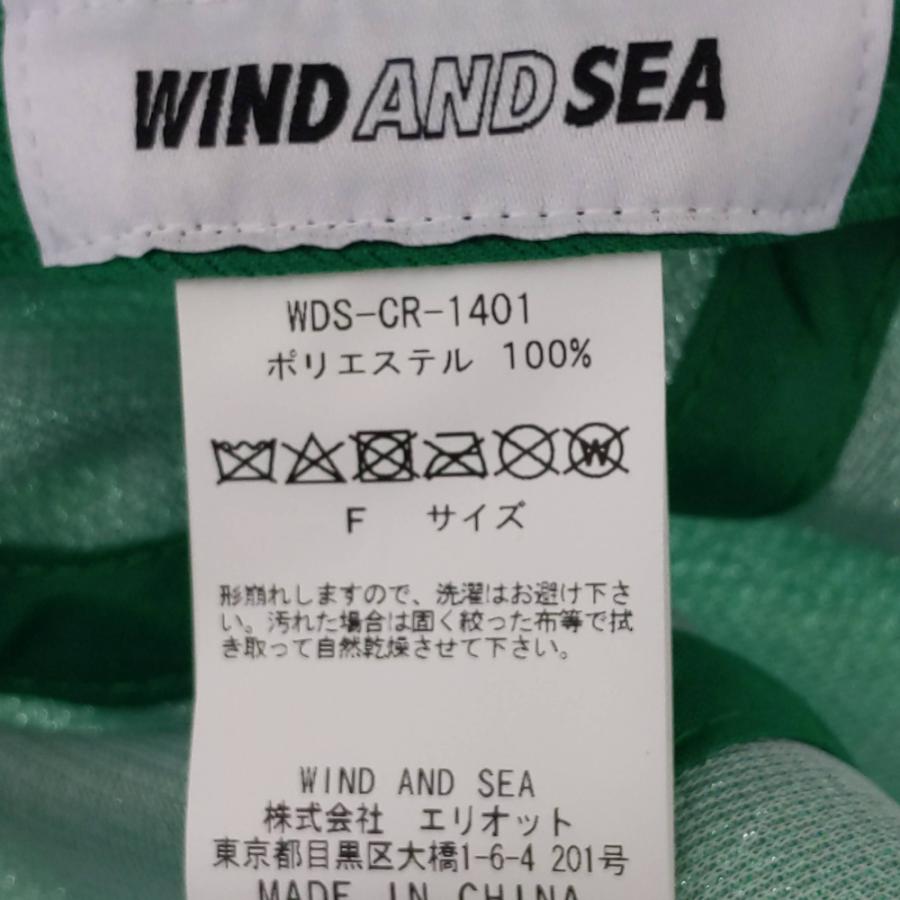 WIND AND SEA
WDS-CR-1401
ポリエステル 100%
W
F サイズ
形崩れしますので、洗濯はお避け下さ
い。汚れた場合は固く絞った布等で拭
き取って自然乾燥させて下さい。
WIND AND SEA
株式会社 エリオット
東京都目黒区大橋1-6-4 201号
MADE IN CHINA